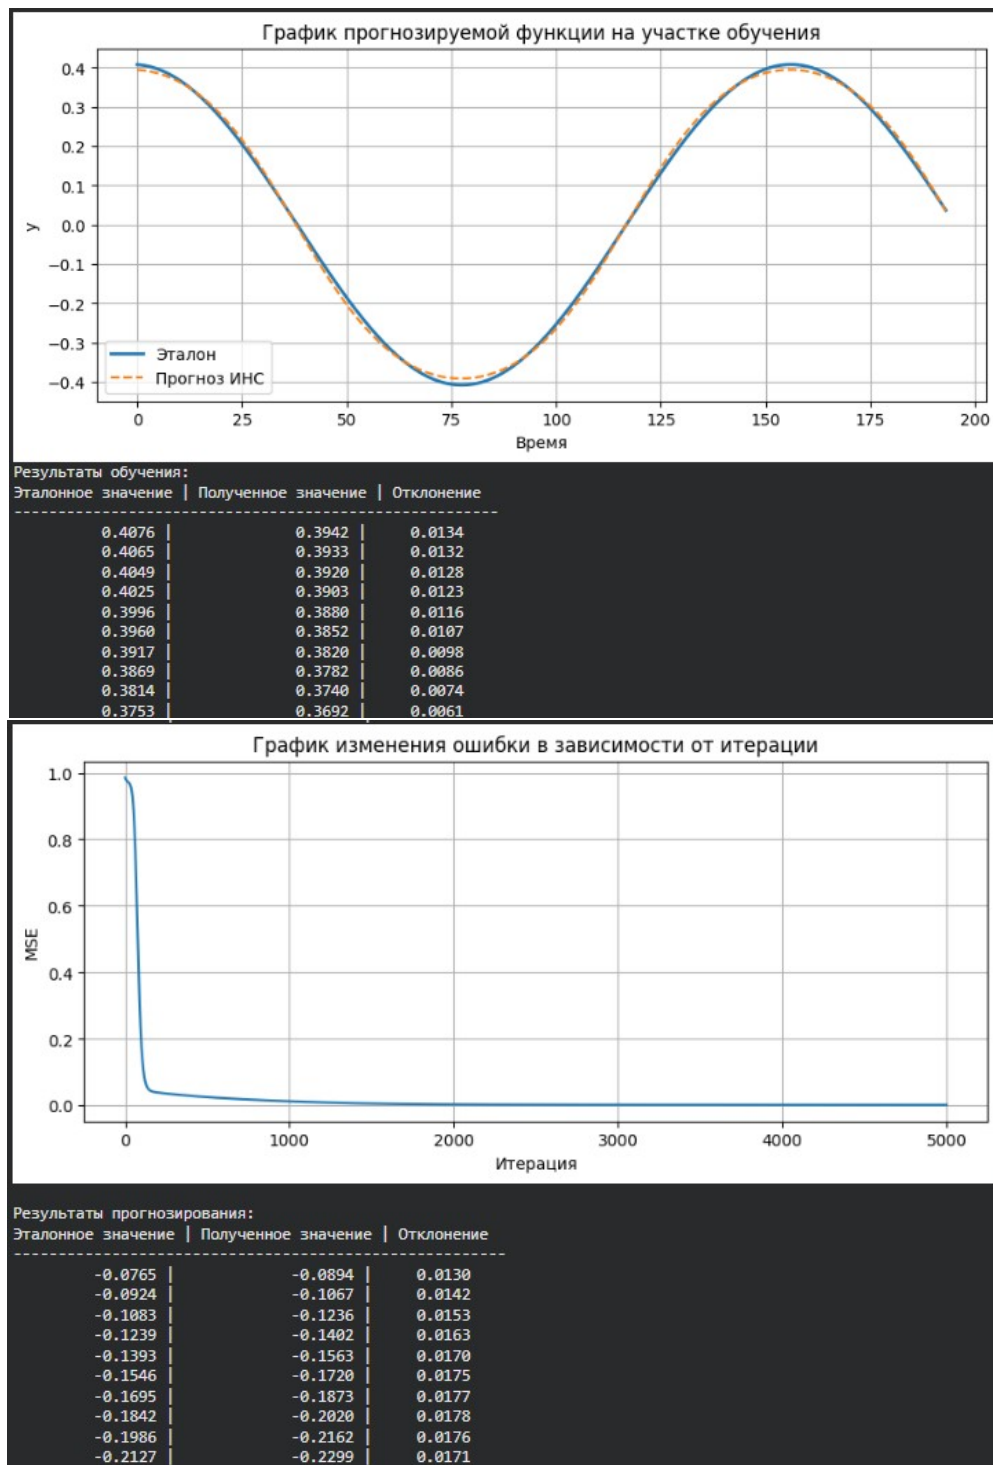 График прогнозируемой функции на участке обучения
0.4
0.3
0.2
0.1
0.0
−0.1
−0.2
−0.3
−0.4
y
Эталон
Прогноз ИНС
0 25 50 75 100 125 150 175 200
Время
Результаты обучения:
Эталонное значение | Полученное значение | Отклонение
-------------------------------------------------------
0.4076 | 0.3942 | 0.0134
0.4065 | 0.3933 | 0.0132
0.4049 | 0.3920 | 0.0128
0.4025 | 0.3903 | 0.0123
0.3996 | 0.3880 | 0.0116
0.3960 | 0.3852 | 0.0107
0.3917 | 0.3820 | 0.0098
0.3869 | 0.3782 | 0.0086
0.3814 | 0.3740 | 0.0074
0.3753 | 0.3692 | 0.0061
График изменения ошибки в зависимости от итерации
1.0
0.8
0.6
0.4
0.2
0.0
MSE
0 1000 2000 3000 4000 5000
Итерация
Результаты прогнозирования:
Эталонное значение | Полученное значение | Отклонение
--------------------------------------------------------
-0.0765 | -0.0894 | 0.0130
-0.0924 | -0.1067 | 0.0142
-0.1083 | -0.1236 | 0.0153
-0.1239 | -0.1402 | 0.0163
-0.1393 | -0.1563 | 0.0170
-0.1546 | -0.1720 | 0.0175
-0.1695 | -0.1873 | 0.0177
-0.1842 | -0.2020 | 0.0178
-0.1986 | -0.2162 | 0.0176
-0.2127 | -0.2299 | 0.0171